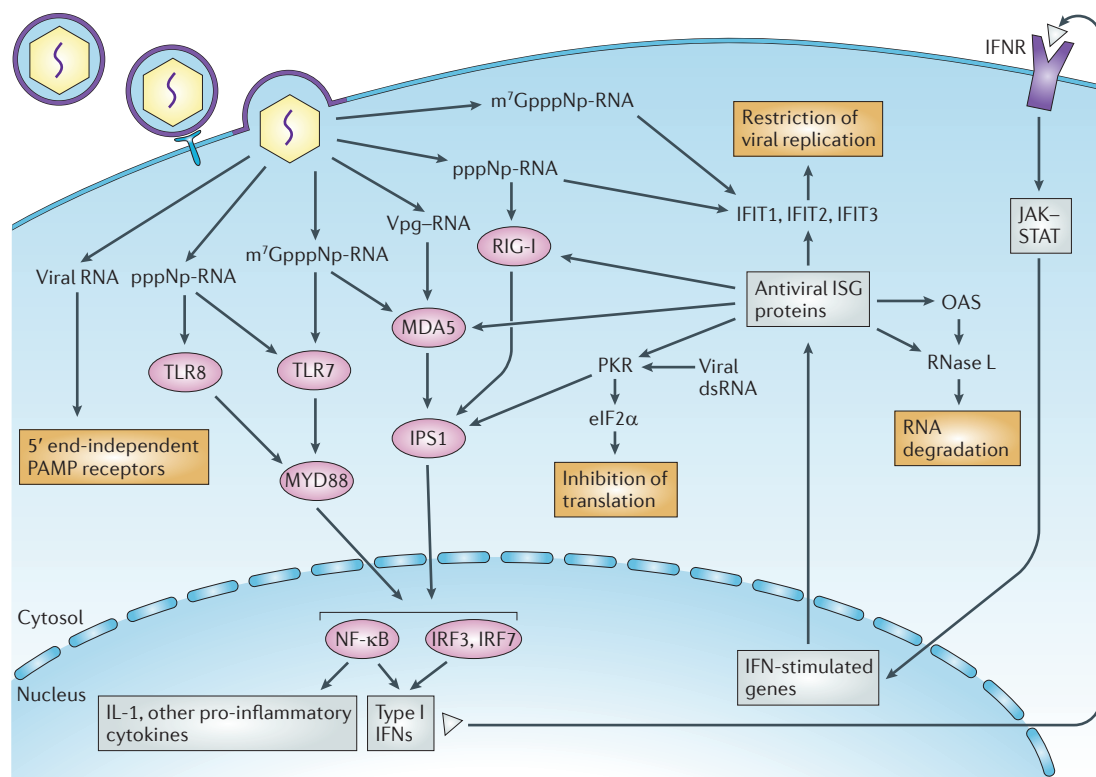 IFNR
m⁷GpppNp-RNA
Restriction of
viral replication
pppNp-RNA
IFIT1, IFIT2, IFIT3
JAK–
STAT
Vpg–RNA
RIG-I
m⁷GpppNp-RNA
Viral RNA
pppNp-RNA
Antiviral ISG
proteins
OAS
MDA5
TLR8
TLR7
PKR
Viral
dsRNA
RNase L
eIF2α
IPS1
5′ end-independent
PAMP receptors
RNA
degradation
MYD88
Inhibition of
translation
Cytosol
NF-κB
IRF3, IRF7
Nucleus
IFN-stimulated
genes
IL-1, other pro-inflammatory
cytokines
Type I
IFNs